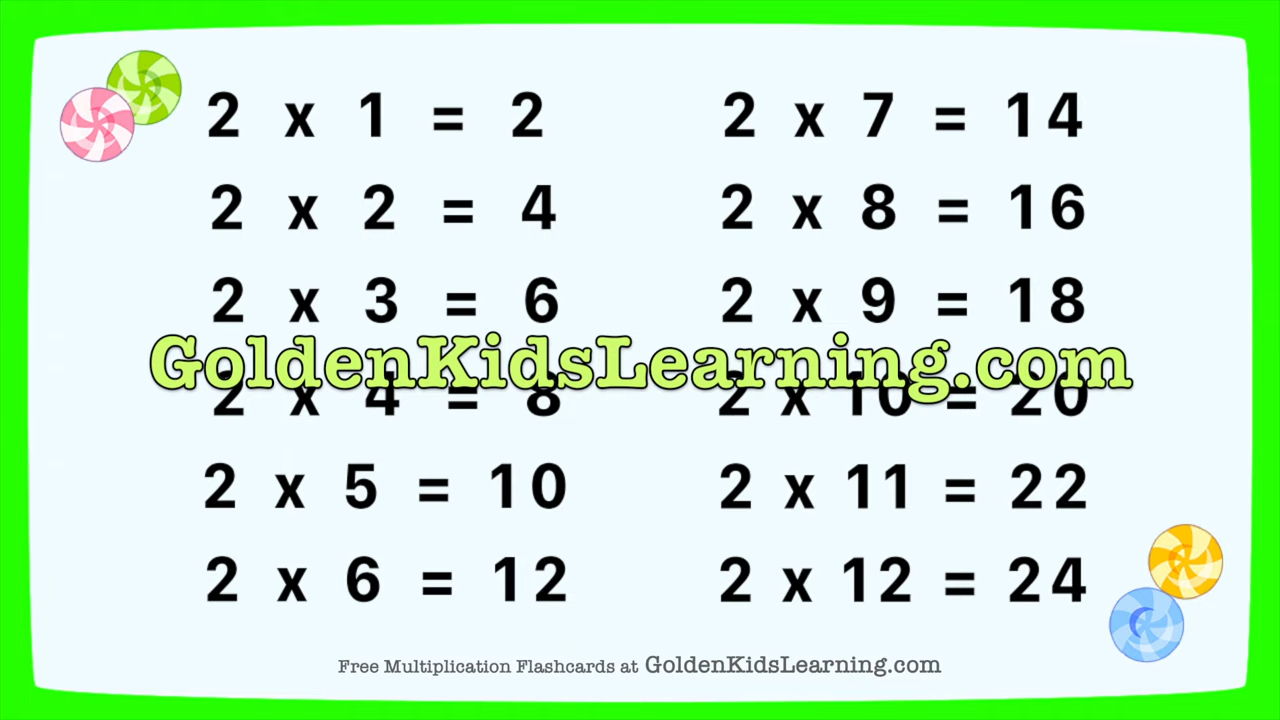 2 x 1 = 2
2 x 2 = 4
2 x 3 = 6
2 x 4 = 8
2 x 5 = 10
2 x 6 = 12
2 x 7 = 14
2 x 8 = 16
2 x 9 = 18
2 x 10 = 20
2 x 11 = 22
2 x 12 = 24
GoldenKidsLearning.com
Free Multiplication Flashcards at GoldenKidsLearning.com